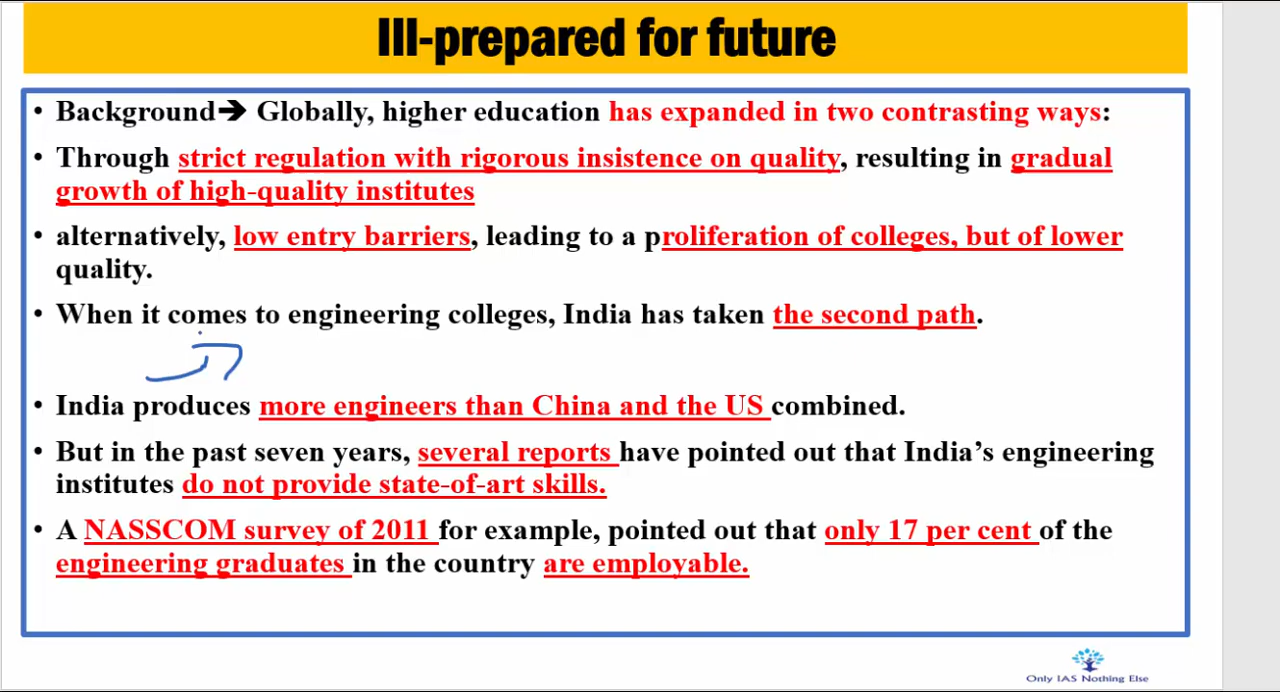 Ill-prepared for future
• Background➔ Globally, higher education has expanded in two contrasting ways:
• Through strict regulation with rigorous insistence on quality, resulting in gradual
growth of high-quality institutes
• alternatively, low entry barriers, leading to a proliferation of colleges, but of lower
quality.
• When it comes to engineering colleges, India has taken the second path.
• India produces more engineers than China and the US combined.
• But in the past seven years, several reports have pointed out that India's engineering
institutes do not provide state-of-art skills.
• A NASSCOM survey of 2011 for example, pointed out that only 17 per cent of the
engineering graduates in the country are employable.
Only IAS Nothing Else